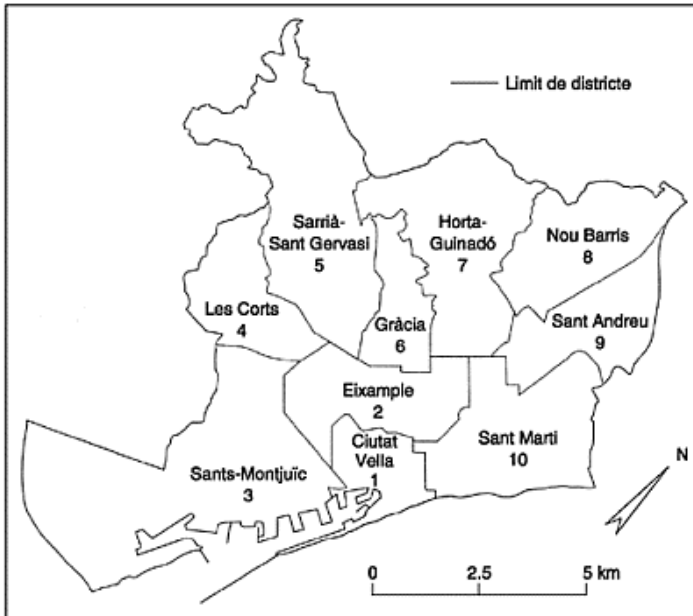 Limit de districte
Sarrià-
Sant Gervasi
5
Horta-
Guinadó
7
Nou Barris
8
Les Corts
4
Gràcia
6
Sant Andreu
9
Eixample
2
Ciutat
Vella
1
Sant Marti
10
Sants-Montjuïc
3
N
0 2.5 5 km